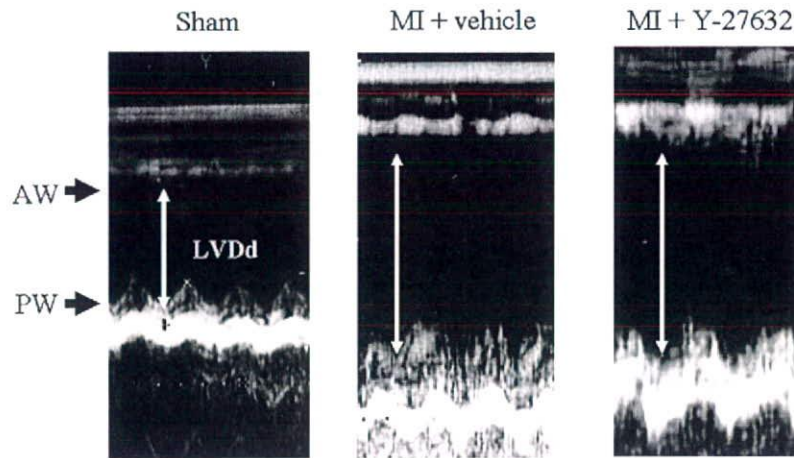 Sham
MI + vehicle
MI + Y-27632
AW
LVDd
PW